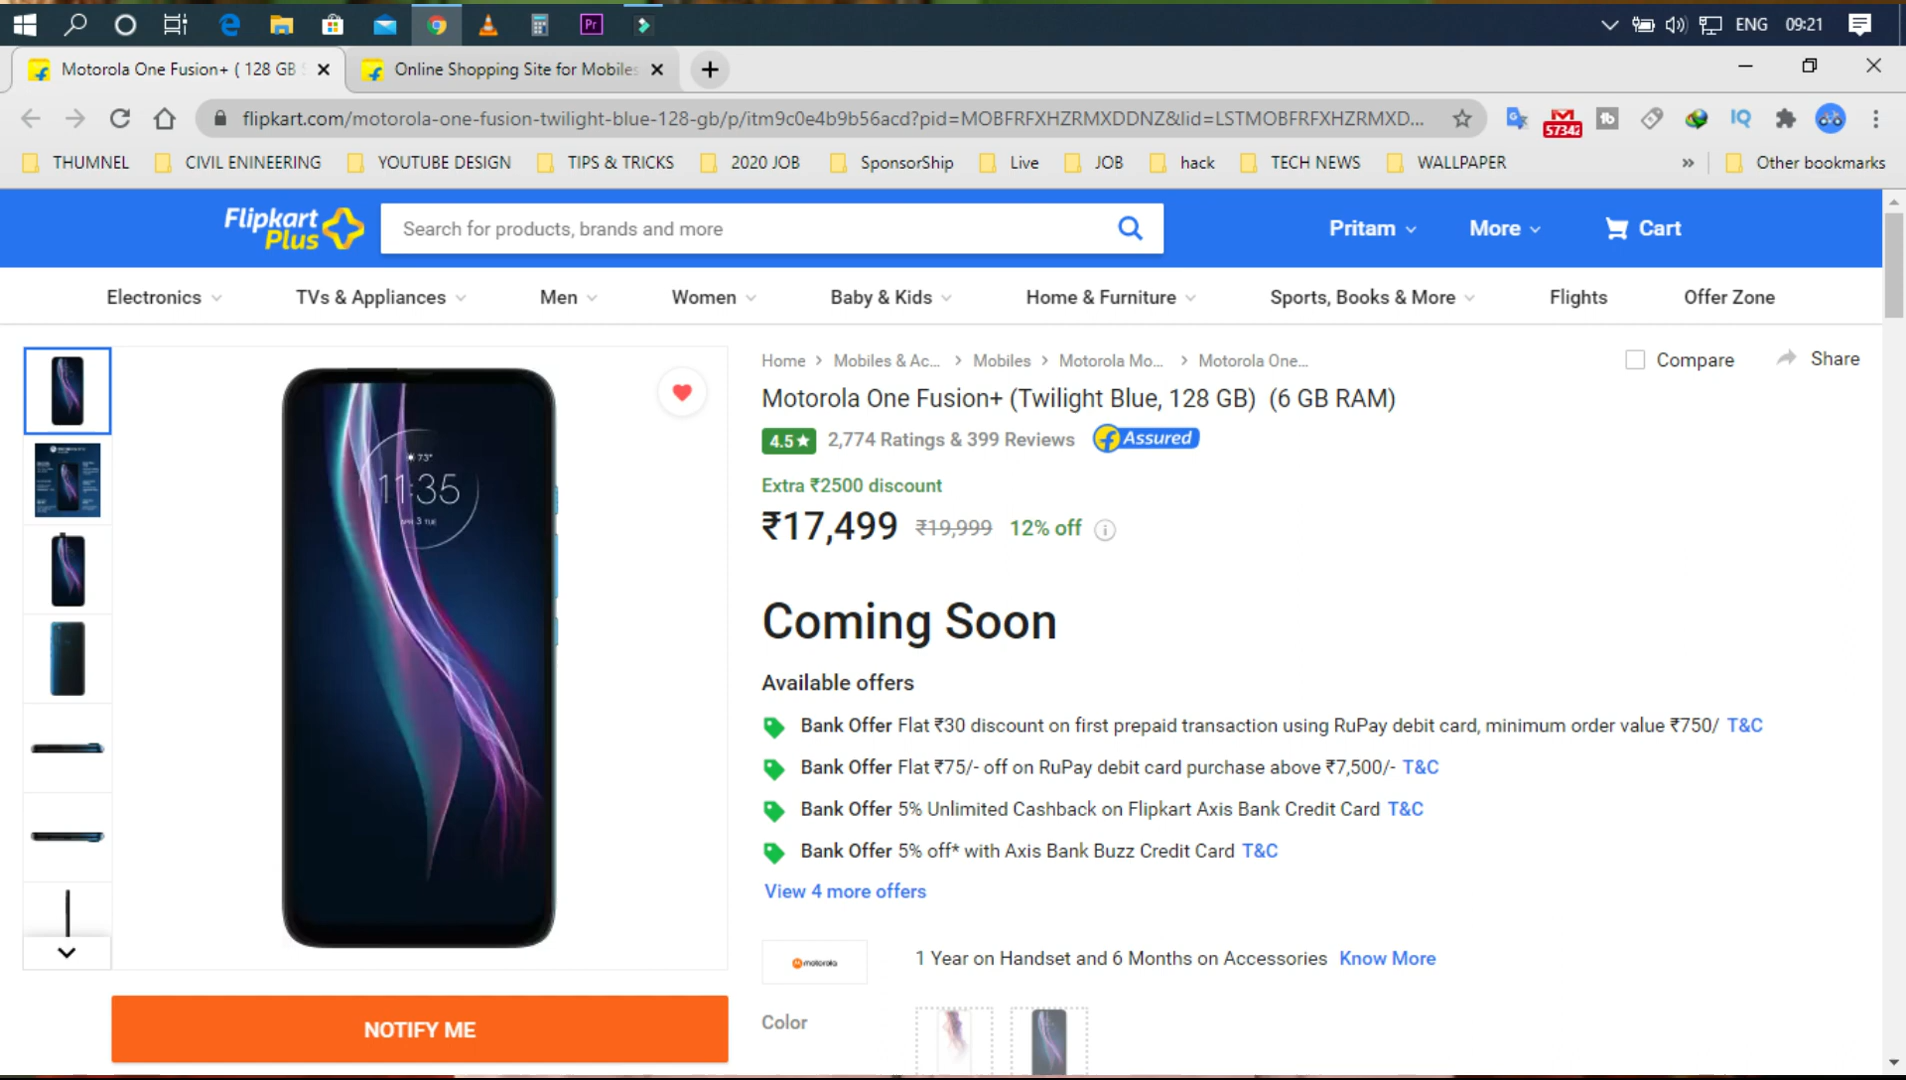 Pr
ENG
09:21
Motorola One Fusion+ ( 128 GB
Online Shopping Site for Mobiles
flipkart.com/motorola-one-fusion-twilight-blue-128-gb/p/itm9c0e4b9b56acd?pid=MOBFRFXHZRMXDDNZ&lid=LSTMOBFRFXHZRMXD...
57342
IQ
THUMNEL
CIVIL ENINEERING
YOUTUBE DESIGN
TIPS & TRICKS
2020 JOB
SponsorShip
Live
JOB
hack
TECH NEWS
WALLPAPER
»
Other bookmarks
Flipkart
Plus
Search for products, brands and more
Pritam
More
Cart
Electronics
TVs & Appliances
Men
Women
Baby & Kids
Home & Furniture
Sports, Books & More
Flights
Offer Zone
Home > Mobiles & Ac... > Mobiles > Motorola Mo... > Motorola One...
Compare
Share
Motorola One Fusion+ (Twilight Blue, 128 GB) (6 GB RAM)
4.5★ 2,774 Ratings & 399 Reviews
Assured
Extra ₹2500 discount
₹17,499 ₹19,999 12% off
73°
11:35
3 TUE
Coming Soon
Available offers
Bank Offer Flat ₹30 discount on first prepaid transaction using RuPay debit card, minimum order value ₹750/ T&C
Bank Offer Flat ₹75/- off on RuPay debit card purchase above ₹7,500/- T&C
Bank Offer 5% Unlimited Cashback on Flipkart Axis Bank Credit Card T&C
Bank Offer 5% off* with Axis Bank Buzz Credit Card T&C
View 4 more offers
motorola
1 Year on Handset and 6 Months on Accessories Know More
Color
NOTIFY ME